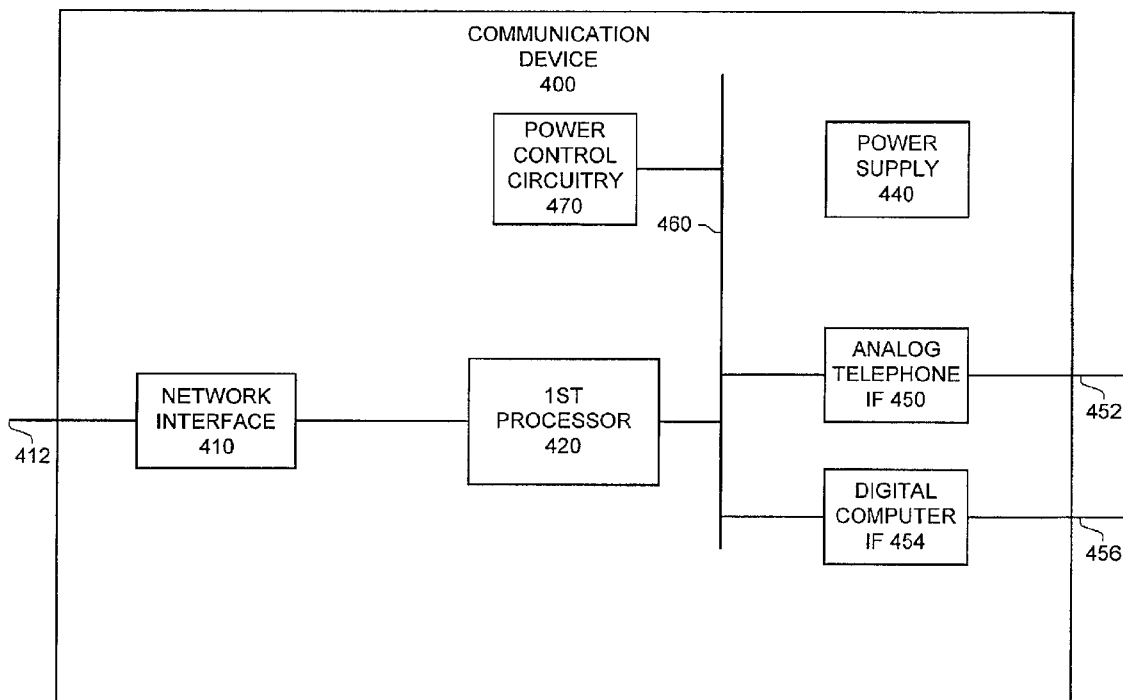 COMMUNICATION
DEVICE
400
POWER
CONTROL
CIRCUITRY
470
POWER
SUPPLY
440
460
NETWORK
INTERFACE
410
412
1ST
PROCESSOR
420
ANALOG
TELEPHONE
IF 450
452
DIGITAL
COMPUTER
IF 454
456